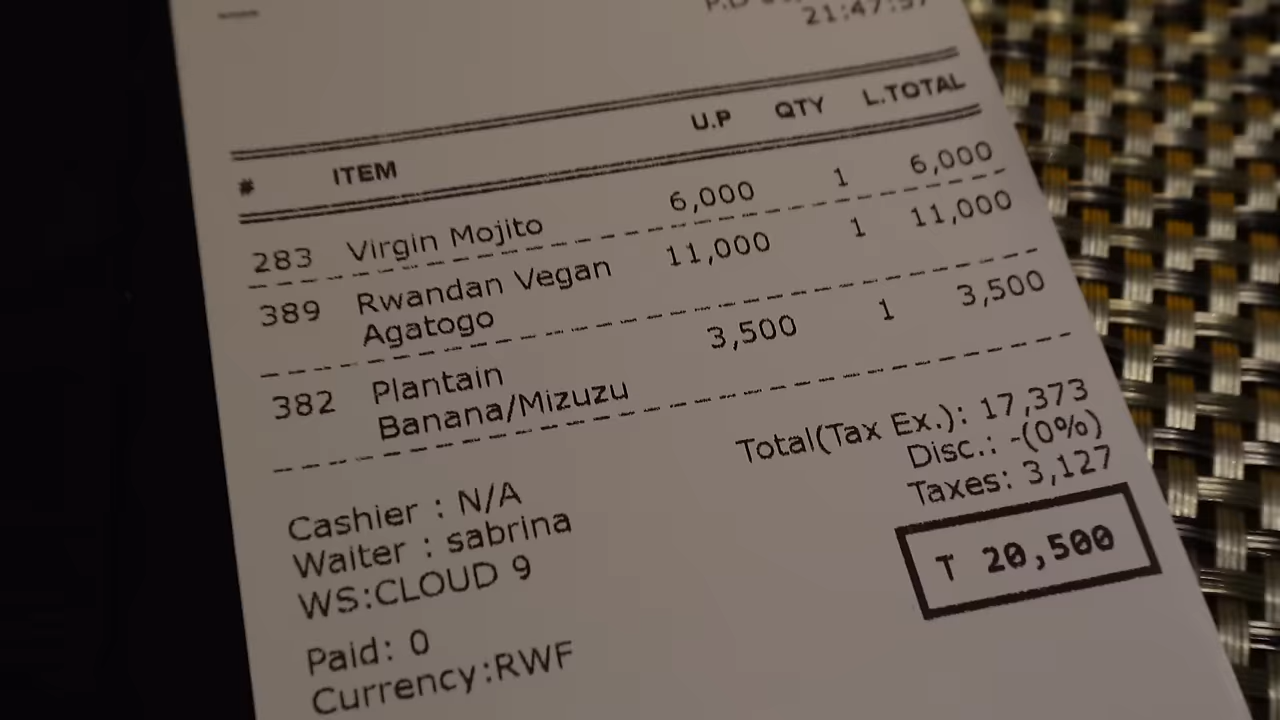 21:47:57
# ITEM U.P QTY L.TOTAL
283 Virgin Mojito 6,000 1 6,000
389 Rwandan Vegan 11,000 1 11,000
Agatogo
382 Plantain 3,500 1 3,500
Banana/Mizuzu
Total(Tax Ex.): 17,373
Disc.: -(0%)
Taxes: 3,127
T 20,500
Cashier : N/A
Waiter : sabrina
WS:CLOUD 9
Paid: 0
Currency:RWF